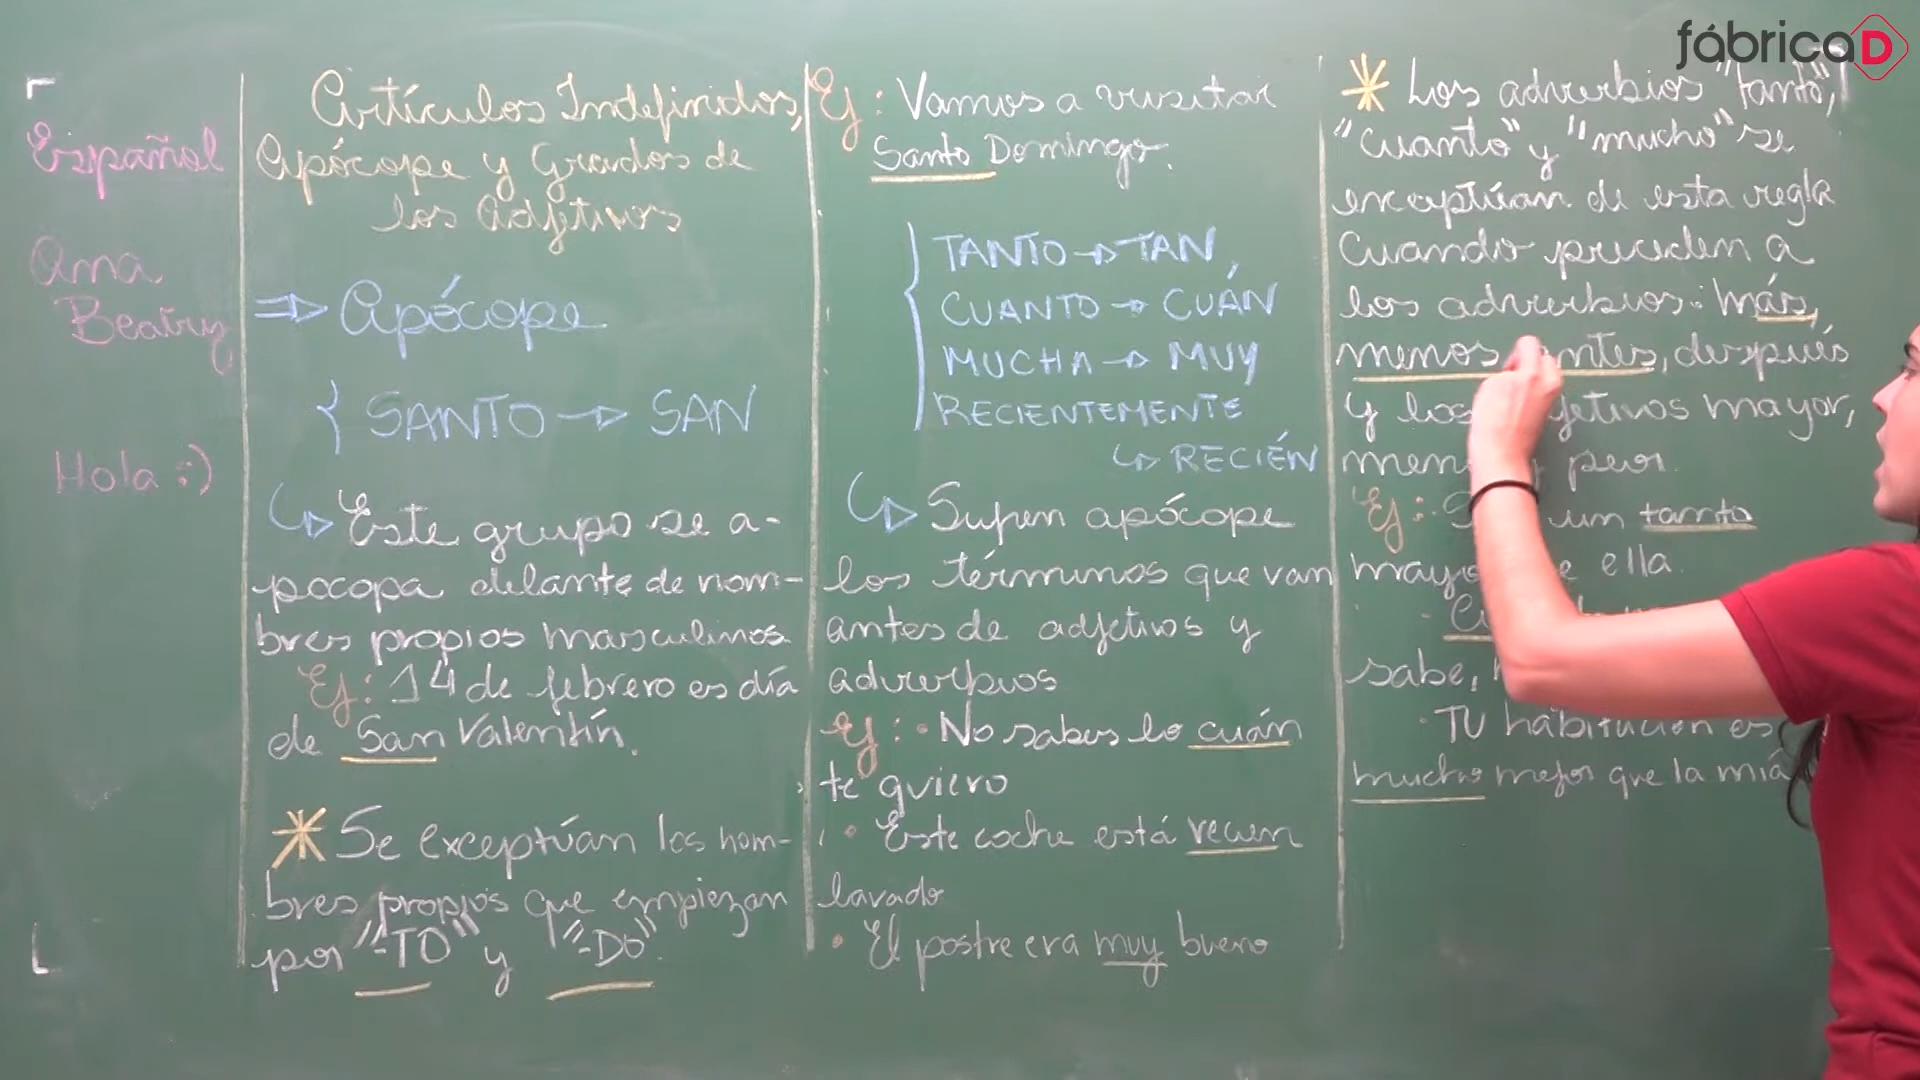 fábricaD
Español
Ana
Beatriz
Hola :)
Artículos Indefinidos,
Apócope y Grados de
los Adjetivos
⇒ Apócope
{ SANTO → SAN
↳ Este grupo se a-
pocopa delante de nom-
bres propios masculinos
Ej: 14 de febrero es día
de San Valentín.
* Se exceptúan los nom-
bres propios que empiezan
por "-TO" y "-DO".
Ej: Vamos a visitar
Santo Domingo.
TANTO → TAN
CUANTO → CUÁN
MUCHA → MUY
RECIENTEMENTE
↳ RECIÉN
↳ Sufren apócope
los términos que van
antes de adjetivos y
adverbios
Ej: • No sabes lo cuán
te quiero
• Este coche está recién
lavado
• El postre era muy bueno
* Los adverbios "tanto",
"cuanto" y "mucho" se
exceptúan de esta regla
Cuando preceden a
los adverbios: más,
menos antes, después
y los mayor,
peor.
Ej: un tanto
ella.
sabe,
• TU habitación es
mucho mejor que la mía